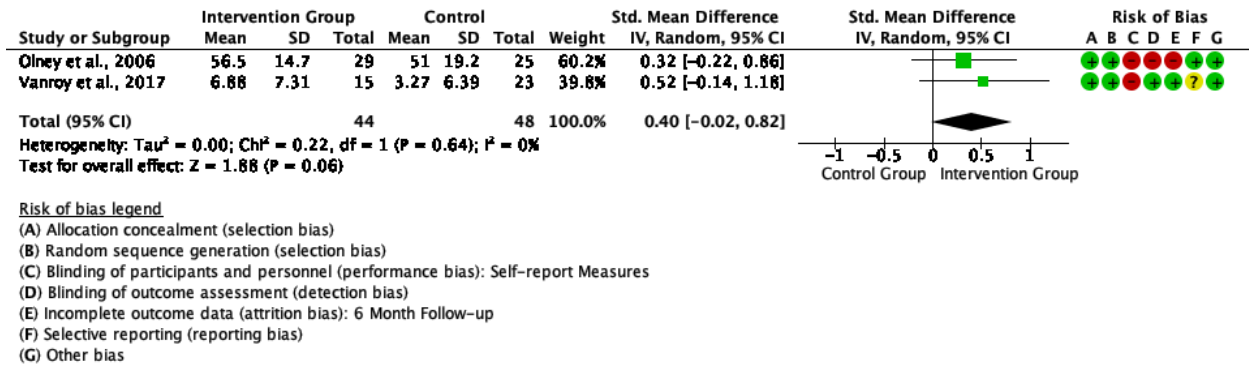 Intervention Group Control Std. Mean Difference Std. Mean Difference Risk of Bias
Study or Subgroup Mean SD Total Mean SD Total Weight IV, Random, 95% CI IV, Random, 95% CI A B C D E F G
Olney et al., 2006 56.5 14.7 29 51 19.2 25 60.2% 0.32 [-0.22, 0.86] + + - - - + +
Vanroy et al., 2017 6.88 7.31 15 3.27 6.39 23 39.8% 0.52 [-0.14, 1.18] + + - + + ? +
Total (95% CI) 44 48 100.0% 0.40 [-0.02, 0.82]
Heterogeneity: Tau² = 0.00; Chi² = 0.22, df = 1 (P = 0.64); I² = 0%
Test for overall effect: Z = 1.88 (P = 0.06)
-1 -0.5 0 0.5 1
Control Group Intervention Group
Risk of bias legend
(A) Allocation concealment (selection bias)
(B) Random sequence generation (selection bias)
(C) Blinding of participants and personnel (performance bias): Self-report Measures
(D) Blinding of outcome assessment (detection bias)
(E) Incomplete outcome data (attrition bias): 6 Month Follow-up
(F) Selective reporting (reporting bias)
(G) Other bias